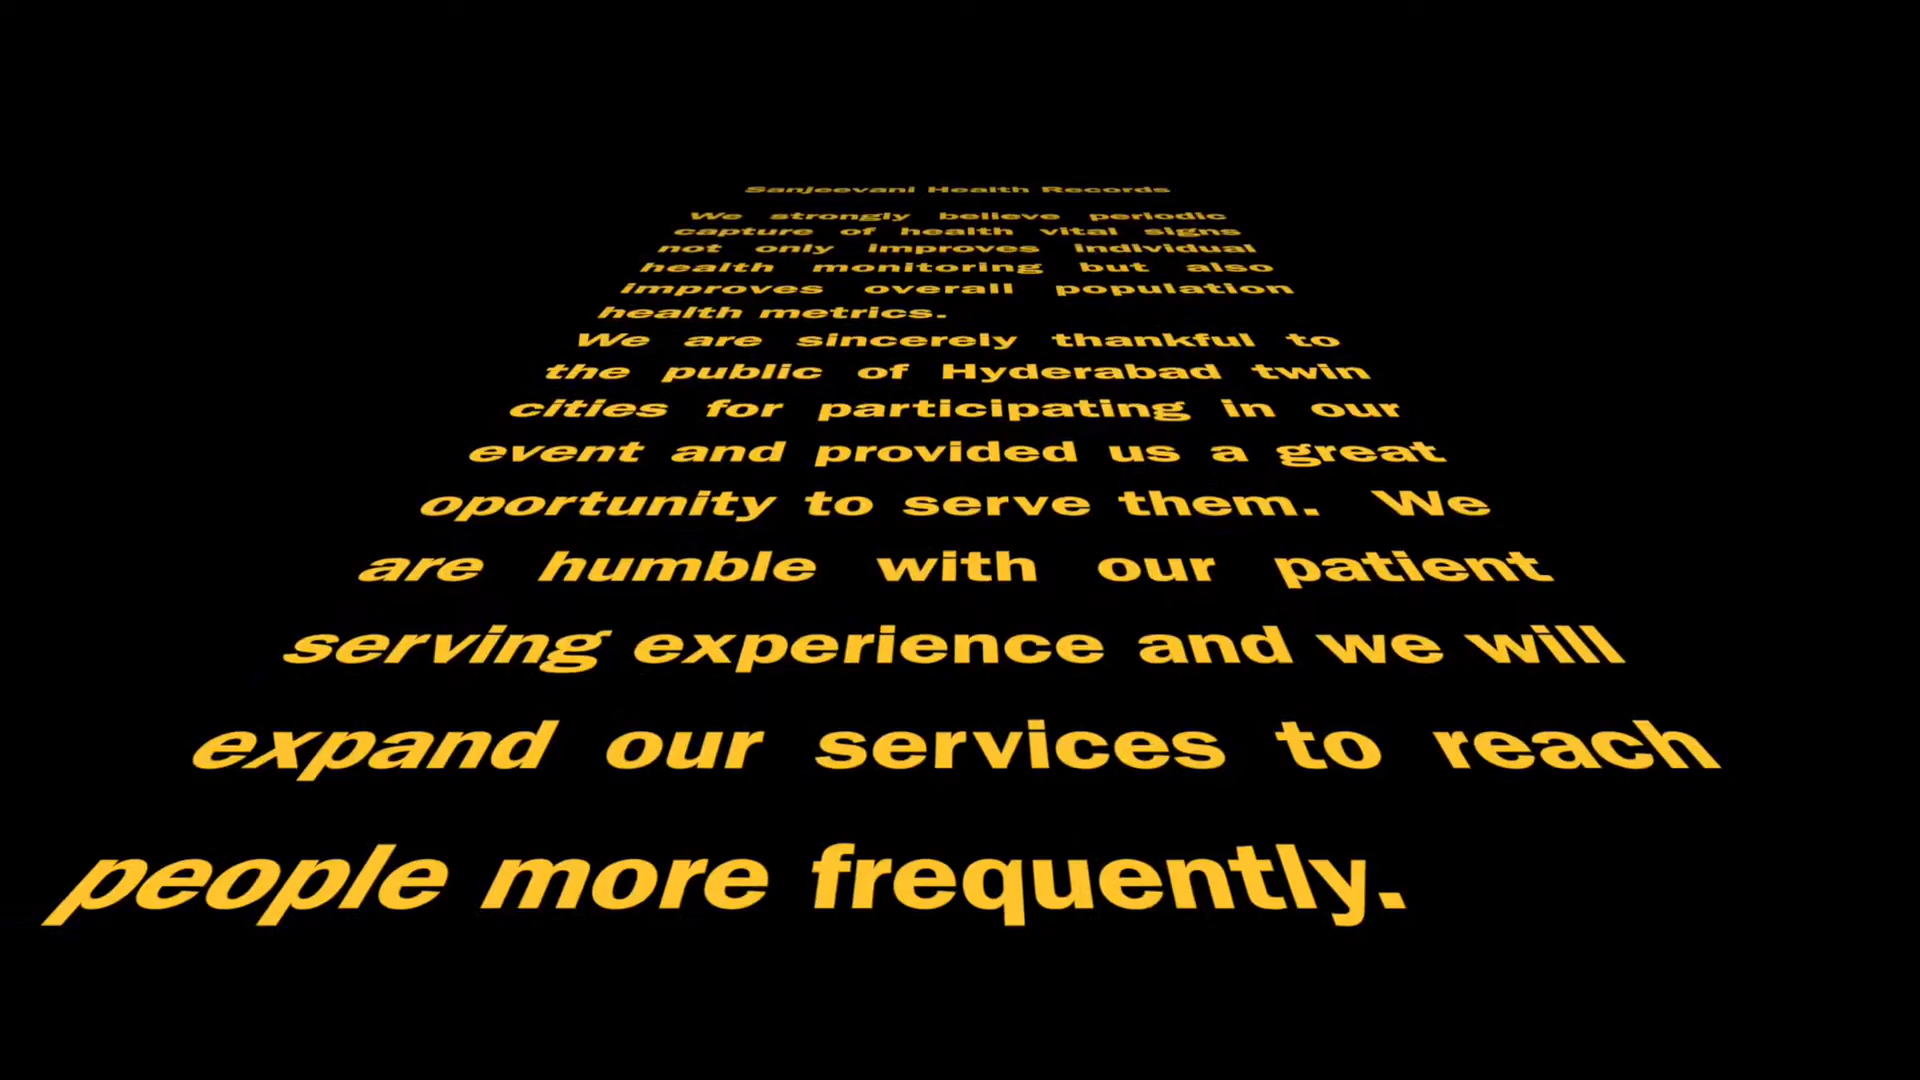 Sanjeevani Health Records
We strongly believe periodic
capture of health vital signs
not only improves individual
health monitoring but also
improves overall population
health metrics.
We are sincerely thankful to
the public of Hyderabad twin
cities for participating in our
event and provided us a great
oportunity to serve them. We
are humble with our patient
serving experience and we will
expand our services to reach
people more frequently.